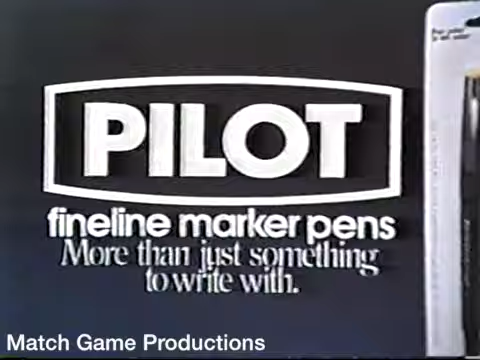 PILOT
fineline marker pens
More than just something
to write with.
Match Game Productions